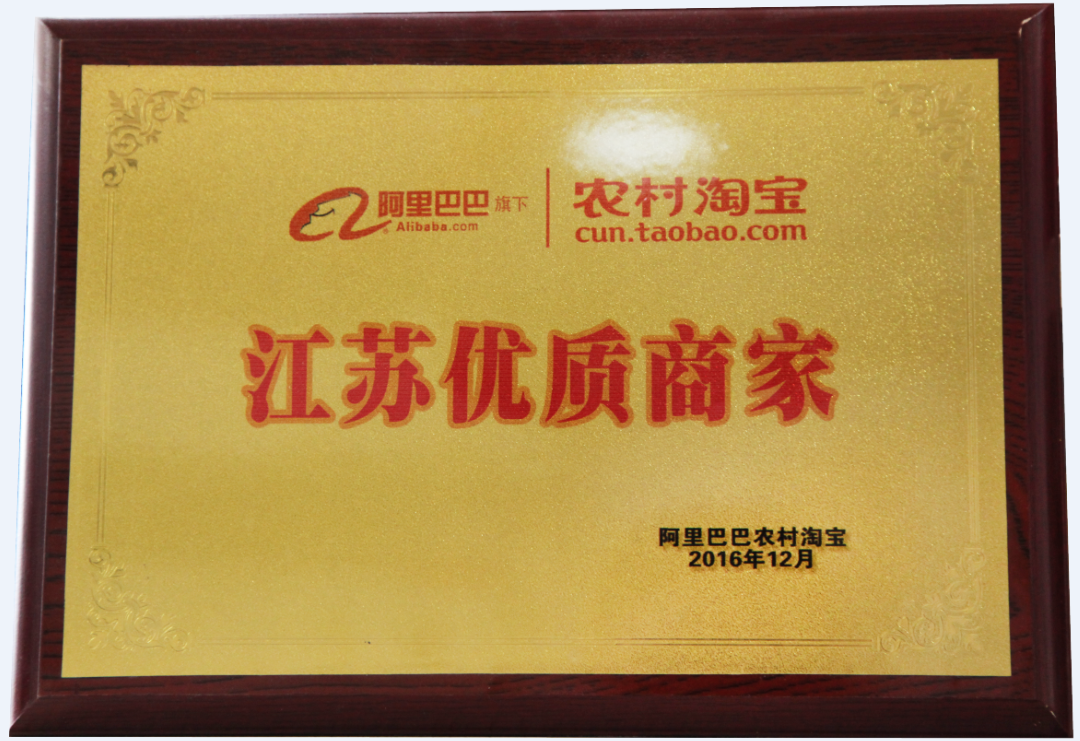 阿里巴巴旗下 农村淘宝
Alibaba.com cun.taobao.com
江苏优质商家
阿里巴巴农村淘宝
2016年12月